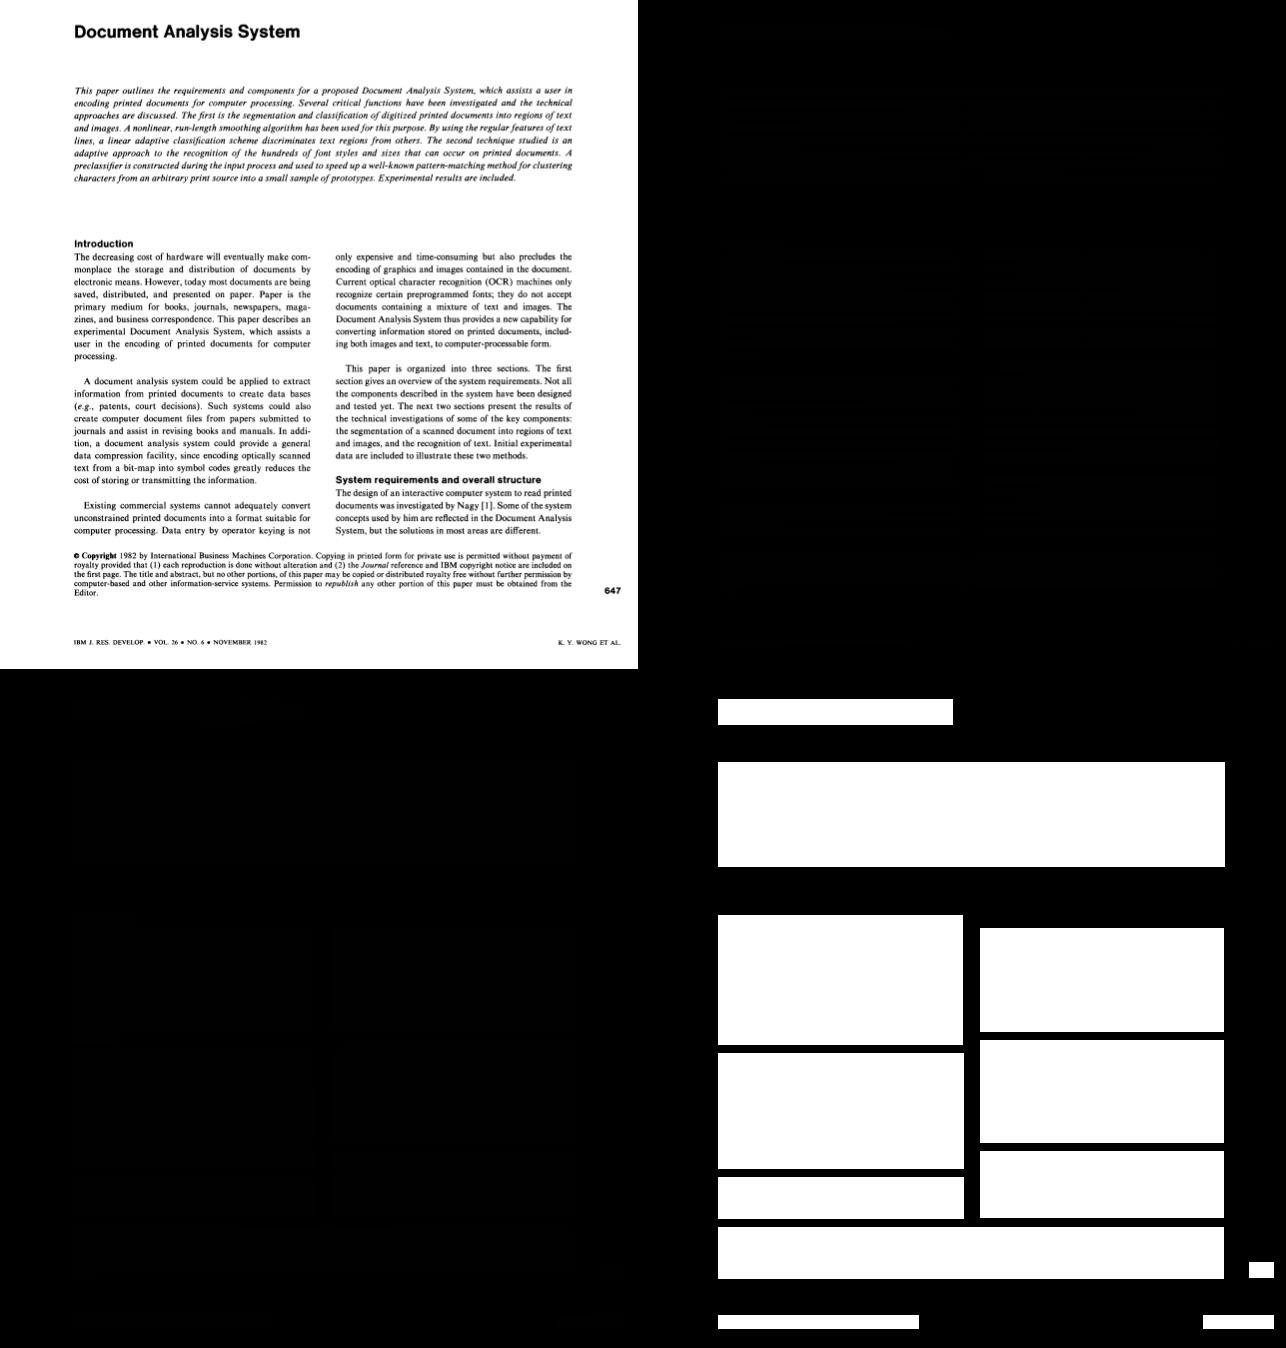 Document Analysis System
This paper outlines the requirements and components for a proposed Document Analysis System, which assists a user in
encoding printed documents for computer processing. Several critical functions have been investigated and the technical
approaches are discussed. The first is the segmentation and classification of digitized printed documents into regions of text
and images. A nonlinear, run-length smoothing algorithm has been used for this purpose. By using the regular features of text
lines, a linear adaptive classification scheme discriminates text regions from others. The second technique studied is an
adaptive approach to the recognition of the hundreds of font styles and sizes that can occur on printed documents. A
preclassifier is constructed during the input process and used to speed up a well-known pattern-matching method for clustering
characters from an arbitrary print source into a small sample of prototypes. Experimental results are included.
Introduction
The decreasing cost of hardware will eventually make com-
monplace the storage and distribution of documents by
electronic means. However, today most documents are being
saved, distributed, and presented on paper. Paper is the
primary medium for books, journals, newspapers, maga-
zines, and business correspondence. This paper describes an
experimental Document Analysis System, which assists a
user in the encoding of printed documents for computer
processing.
A document analysis system could be applied to extract
information from printed documents to create data bases
(e.g., patents, court decisions). Such systems could also
create computer document files from papers submitted to
journals and assist in revising books and manuals. In addi-
tion, a document analysis system could provide a general
data compression facility, since encoding optically scanned
text from a bit-map into symbol codes greatly reduces the
cost of storing or transmitting the information.
Existing commercial systems cannot adequately convert
unconstrained printed documents into a format suitable for
computer processing. Data entry by operator keying is not
only expensive and time-consuming but also precludes the
encoding of graphics and images contained in the document.
Current optical character recognition (OCR) machines only
recognize certain preprogrammed fonts; they do not accept
documents containing a mixture of text and images. The
Document Analysis System thus provides a new capability for
converting information stored on printed documents, includ-
ing both images and text, to computer-processable form.
This paper is organized into three sections. The first
section gives an overview of the system requirements. Not all
the components described in the system have been designed
and tested yet. The next two sections present the results of
the technical investigations of some of the key components:
the segmentation of a scanned document into regions of text
and images, and the recognition of text. Initial experimental
data are included to illustrate these two methods.
System requirements and overall structure
The design of an interactive computer system to read printed
documents was investigated by Nagy [1]. Some of the system
concepts used by him are reflected in the Document Analysis
System, but the solutions in most areas are different.
© Copyright 1982 by International Business Machines Corporation. Copying in printed form for private use is permitted without payment of
royalty provided that (1) each reproduction is done without alteration and (2) the Journal reference and IBM copyright notice are included on
the first page. The title and abstract, but no other portions, of this paper may be copied or distributed royalty free without further permission by
computer-based and other information-service systems. Permission to republish any other portion of this paper must be obtained from the
Editor.
647
IBM J. RES. DEVELOP. • VOL. 26 • NO. 6 • NOVEMBER 1982
K. Y. WONG ET AL.